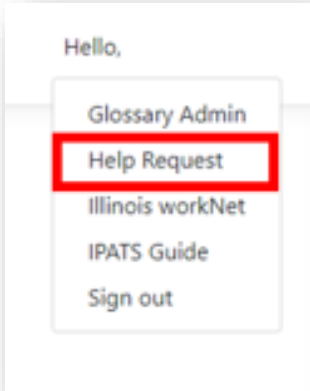 Hello,
Glossary Admin
Help Request
Illinois workNet
IPATS Guide
Sign out